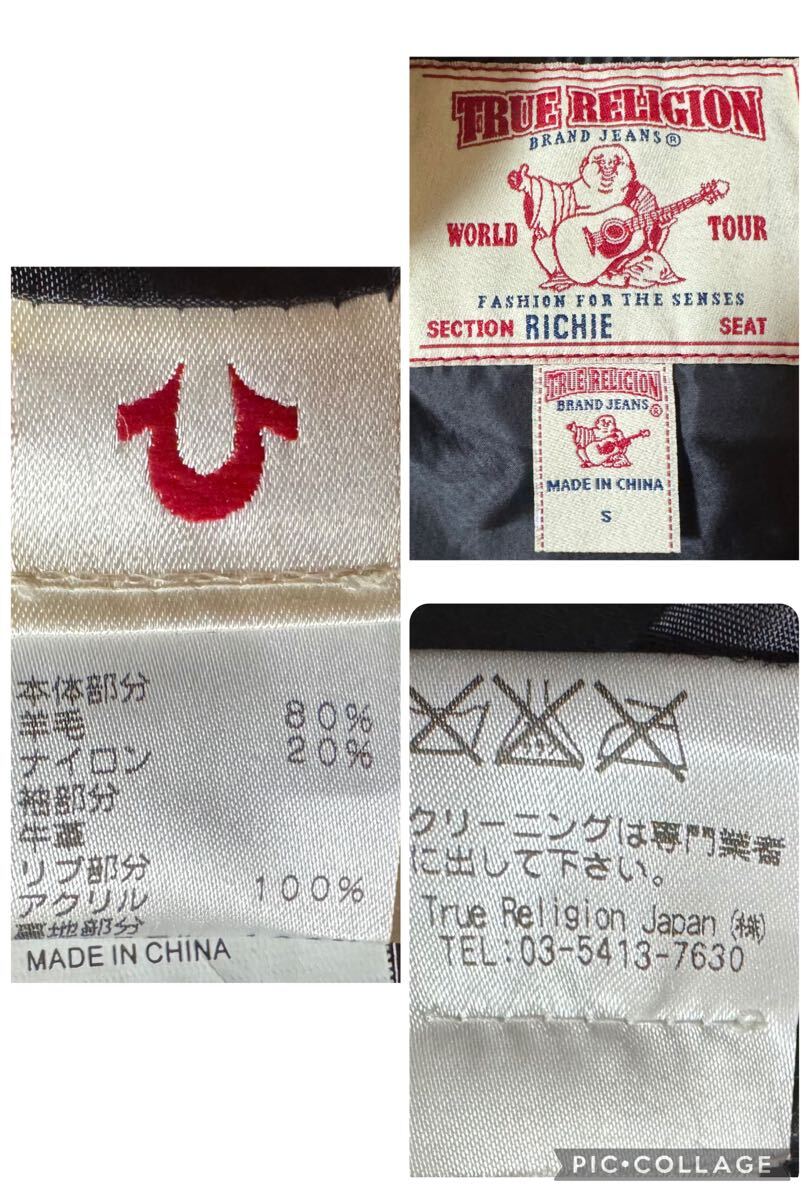 TRUE RELIGION
BRAND JEANS®
WORLD TOUR
FASHION FOR THE SENSES
SECTION RICHIE SEAT
TRUE RELIGION
BRAND JEANS®
MADE IN CHINA
S
本体部分
羊毛 80%
ナイロン 20%
袖部分
牛革
リブ部分
アクリル 100%
裏地部分
MADE IN CHINA
クリーニングは専門業者
に出して下さい。
True Religion Japan(株)
TEL:03-5413-7630
PIC•COLLAGE